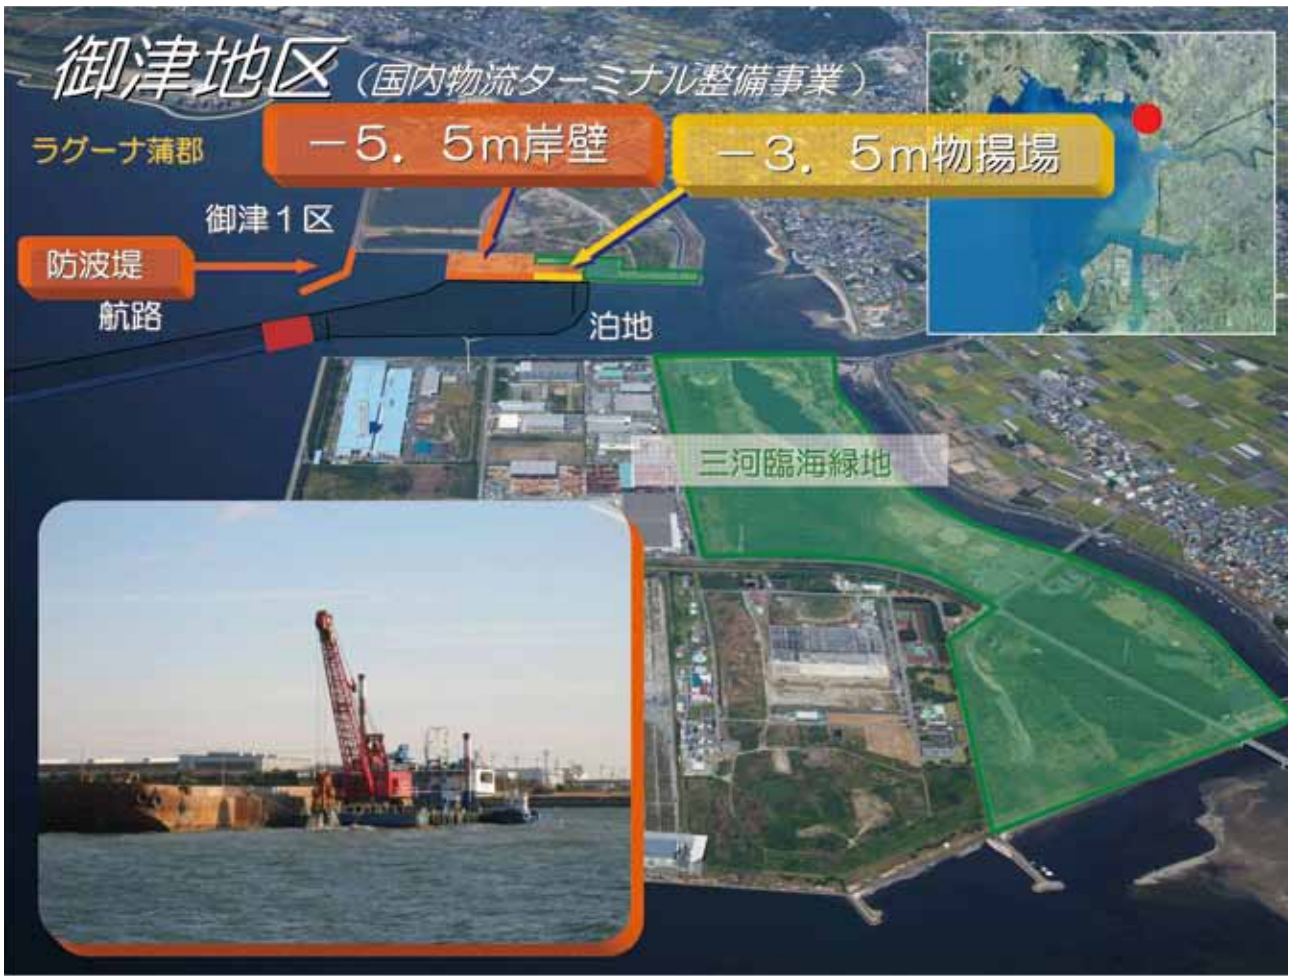 御津地区（国内物流ターミナル整備事業）
ラグーナ蒲郡
－５．５ｍ岸壁
－３．５ｍ物揚場
御津１区
防波堤
航路
泊地
三河臨海緑地